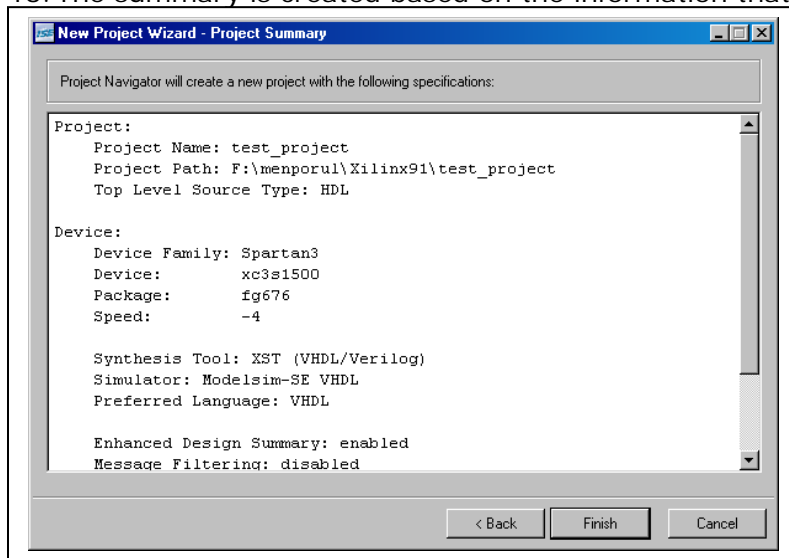 10. The summary is created based on the information that
ISE New Project Wizard - Project Summary
Project Navigator will create a new project with the following specifications:
Project:
Project Name: test_project
Project Path: F:\menporul\Xilinx91\test_project
Top Level Source Type: HDL
Device:
Device Family: Spartan3
Device: xc3s1500
Package: fg676
Speed: -4
Synthesis Tool: XST (VHDL/Verilog)
Simulator: Modelsim-SE VHDL
Preferred Language: VHDL
Enhanced Design Summary: enabled
Message Filtering: disabled
< Back Finish Cancel